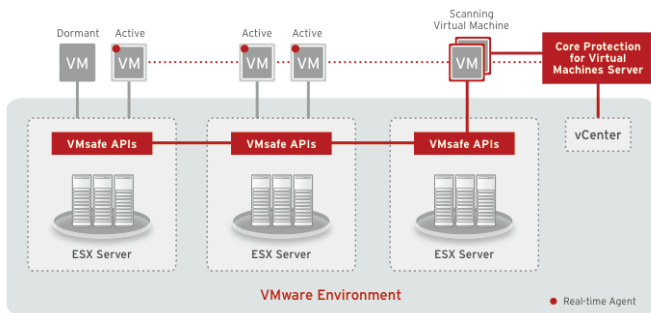 Scanning
Virtual Machine
Dormant
Active
Active
Active
VM
VM
VM
VM
VM
Core Protection
for Virtual
Machines Server
VMsafe APIs
VMsafe APIs
VMsafe APIs
vCenter
ESX Server
ESX Server
ESX Server
VMware Environment
Real-time Agent